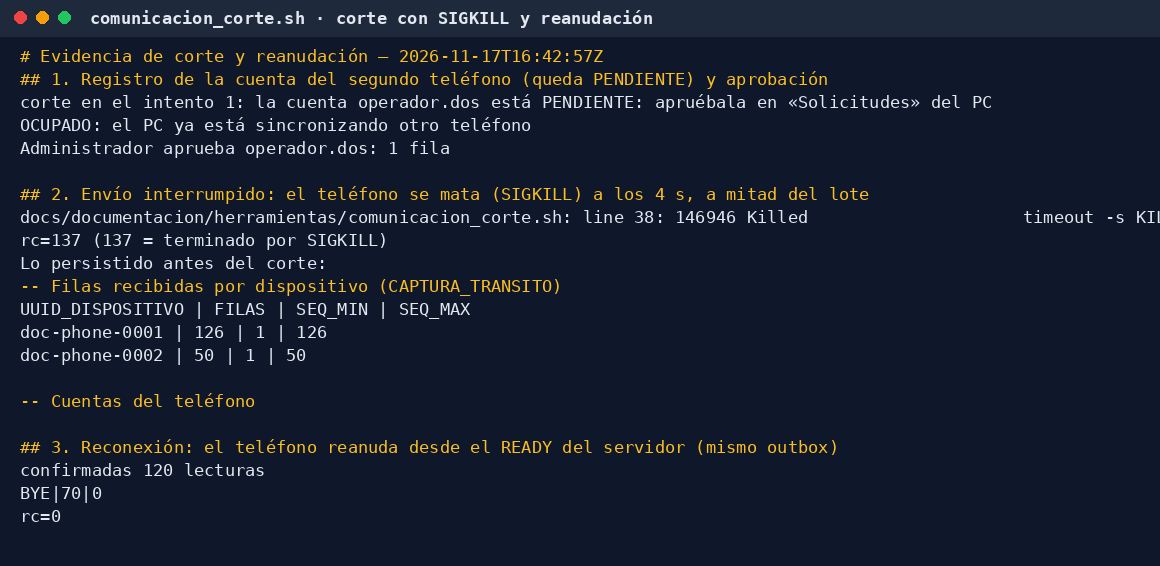 comunicacion_corte.sh · corte con SIGKILL y reanudación
# Evidencia de corte y reanudación — 2026-11-17T16:42:57Z
## 1. Registro de la cuenta del segundo teléfono (queda PENDIENTE) y aprobación
corte en el intento 1: la cuenta operador.dos está PENDIENTE: apruébala en «Solicitudes» del PC
OCUPADO: el PC ya está sincronizando otro teléfono
Administrador aprueba operador.dos: 1 fila
## 2. Envío interrumpido: el teléfono se mata (SIGKILL) a los 4 s, a mitad del lote
docs/documentacion/herramientas/comunicacion_corte.sh: line 38: 146946 Killed timeout -s KIL
rc=137 (137 = terminado por SIGKILL)
Lo persistido antes del corte:
-- Filas recibidas por dispositivo (CAPTURA_TRANSITO)
UUID_DISPOSITIVO | FILAS | SEQ_MIN | SEQ_MAX
doc-phone-0001 | 126 | 1 | 126
doc-phone-0002 | 50 | 1 | 50
-- Cuentas del teléfono
## 3. Reconexión: el teléfono reanuda desde el READY del servidor (mismo outbox)
confirmadas 120 lecturas
BYE|70|0
rc=0